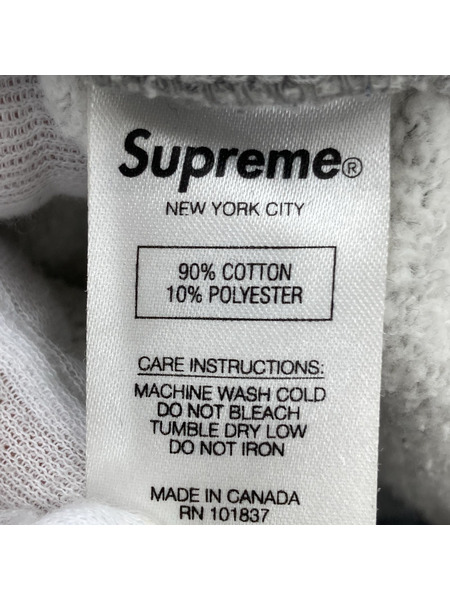 Supreme®
NEW YORK CITY
90% COTTON
10% POLYESTER
CARE INSTRUCTIONS:
MACHINE WASH COLD
DO NOT BLEACH
TUMBLE DRY LOW
DO NOT IRON
MADE IN CANADA
RN 101837